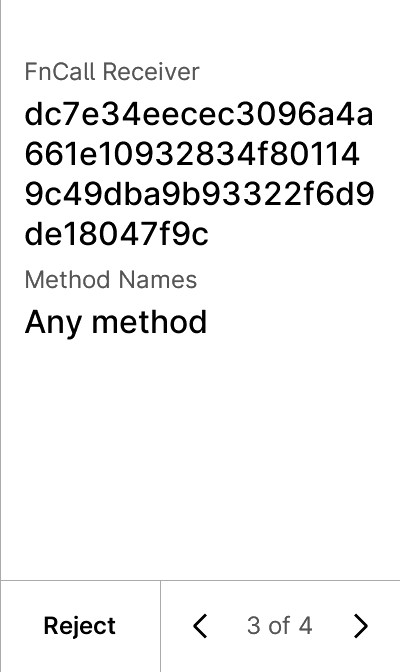 FnCall Receiver
dc7e34eecec3096a4a
661e10932834f80114
9c49dba9b93322f6d9
de18047f9c
Method Names
Any method
Reject
3 of 4